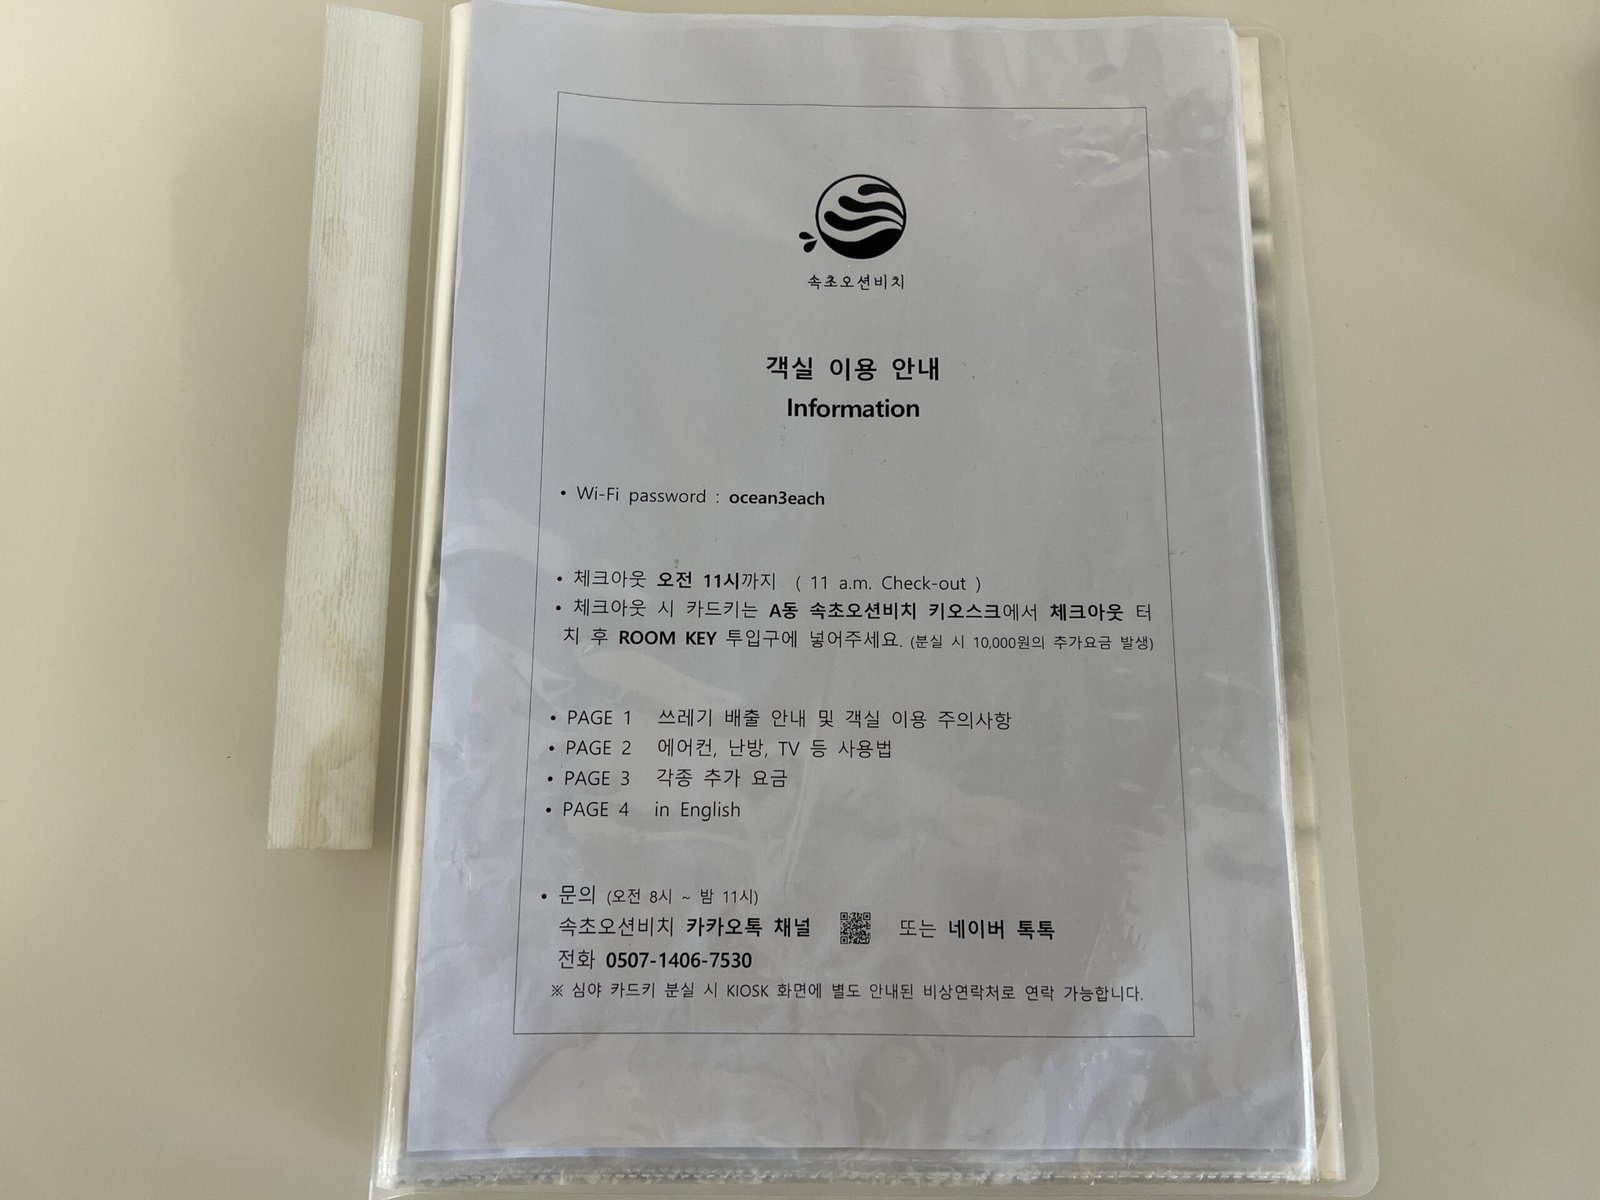 속초오션비치
객실 이용 안내
Information
• Wi-Fi password : ocean3each
• 체크아웃 오전 11시까지 ( 11 a.m. Check-out )
• 체크아웃 시 카드키는 A동 속초오션비치 키오스크에서 체크아웃 터
치 후 ROOM KEY 투입구에 넣어주세요. (분실 시 10,000원의 추가요금 발생)
• PAGE 1 쓰레기 배출 안내 및 객실 이용 주의사항
• PAGE 2 에어컨, 난방, TV 등 사용법
• PAGE 3 각종 추가 요금
• PAGE 4 in English
• 문의 (오전 8시 ~ 밤 11시)
속초오션비치 카카오톡 채널 또는 네이버 톡톡
전화 0507-1406-7530
※ 심야 카드키 분실 시 KIOSK 화면에 별도 안내된 비상연락처로 연락 가능합니다.